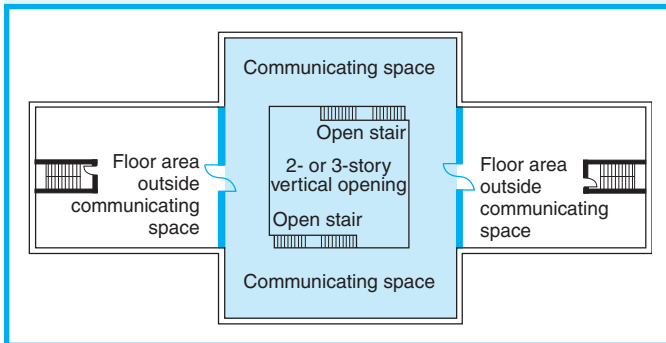 Communicating space
Open stair
Floor area
outside
communicating
space
2- or 3-story
vertical opening
Floor area
outside
communicating
space
Open stair
Communicating space